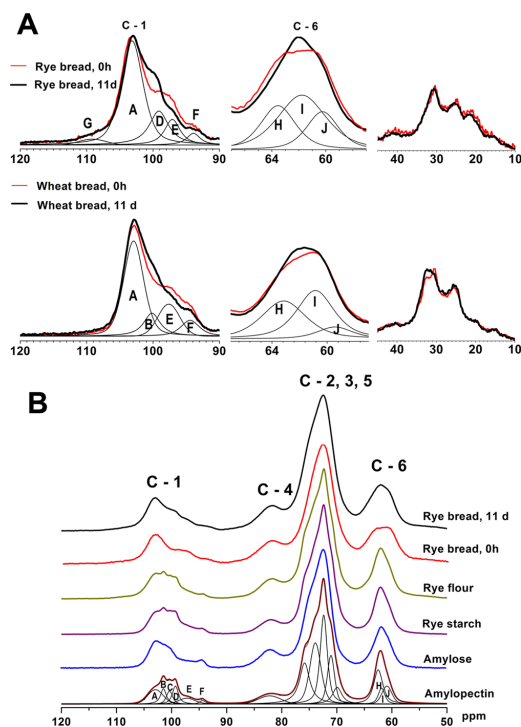 A
C - 1
C - 6
Rye bread, 0h
Rye bread, 11d
G
A
D
E
F
H
I
J
120 110 100 90
64 60
40 30 20 10
Wheat bread, 0h
Wheat bread, 11 d
A
B
E
F
H
I
J
120 110 100 90
64 60
40 30 20 10
B
C - 2, 3, 5
C - 1
C - 4
C - 6
Rye bread, 11 d
Rye bread, 0h
Rye flour
Rye starch
Amylose
Amylopectin
A
B
C
D
E
F
H
I
J
120 110 100 90 80 70 60 50
ppm